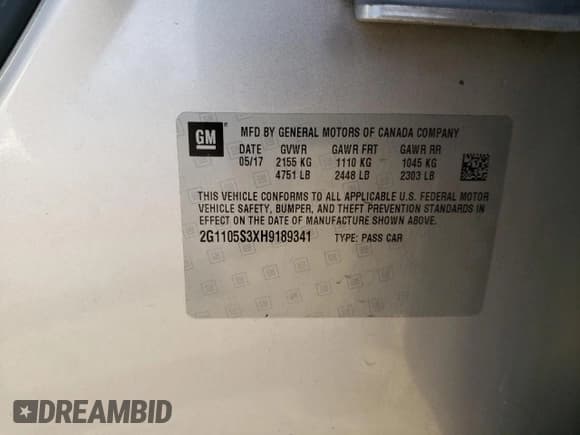 GM
MFD BY GENERAL MOTORS OF CANADA COMPANY
DATE GVWR GAWR FRT GAWR RR
05/17 2155 KG 1110 KG 1045 KG
4751 LB 2448 LB 2303 LB
THIS VEHICLE CONFORMS TO ALL APPLICABLE U.S. FEDERAL MOTOR
VEHICLE SAFETY, BUMPER, AND THEFT PREVENTION STANDARDS
IN EFFECT ON THE DATE OF MANUFACTURE SHOWN ABOVE.
2G1105S3XH9189341 TYPE: PASS CAR
#DREAMBID